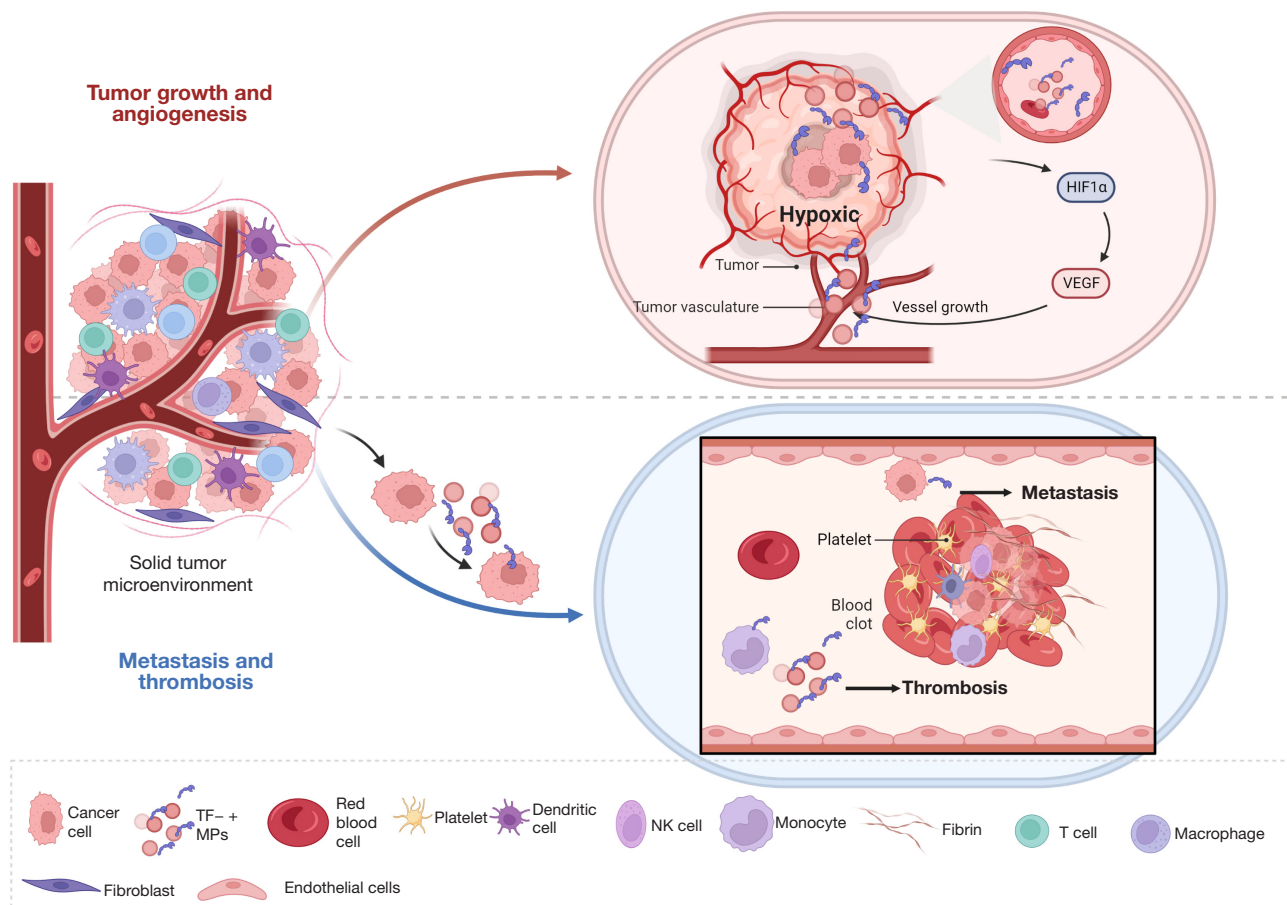 Tumor growth and
angiogenesis
Solid tumor
microenvironment
Metastasis and
thrombosis
Hypoxic
Tumor
Tumor vasculature
Vessel growth
HIF1α
VEGF
Metastasis
Platelet
Blood
clot
Thrombosis
Cancer
cell
TF– +
MPs
Red
blood
cell
Platelet
Dendritic
cell
NK cell
Monocyte
Fibrin
T cell
Macrophage
Fibroblast
Endothelial cells